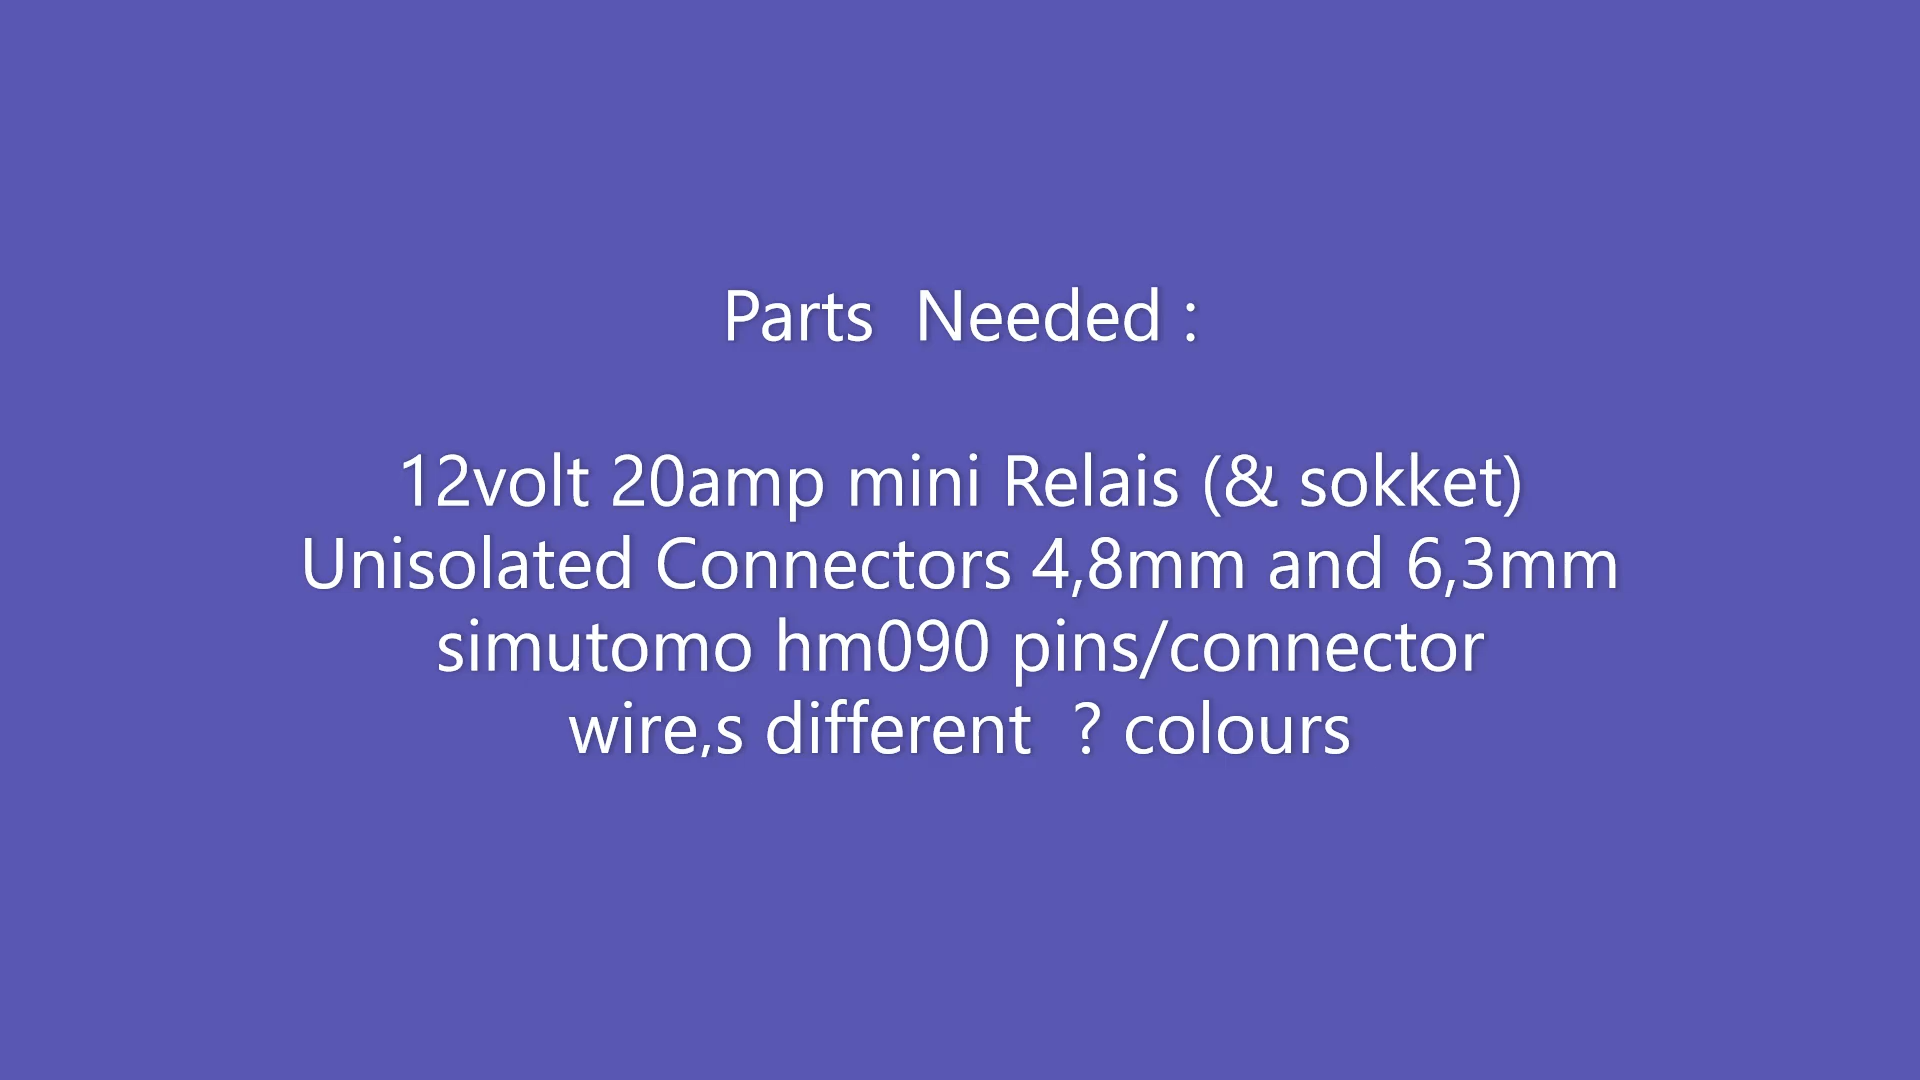 Parts  Needed :
12volt 20amp mini Relais (& sokket)
Unisolated Connectors 4,8mm and 6,3mm
simutomo hm090 pins/connector
wire,s different  ? colours